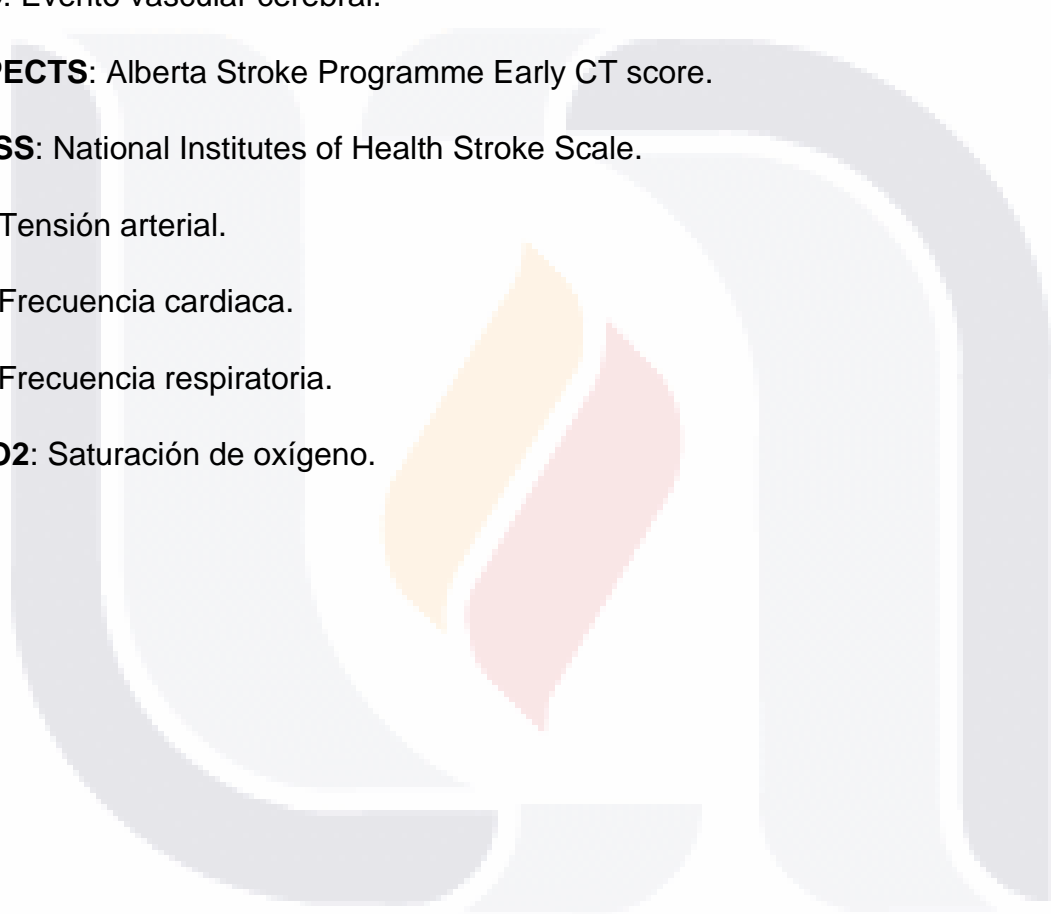 : Evento vascular cerebral.
PECTS: Alberta Stroke Programme Early CT score.
SS: National Institutes of Health Stroke Scale.
Tensión arterial.
Frecuencia cardiaca.
Frecuencia respiratoria.
O2: Saturación de oxígeno.